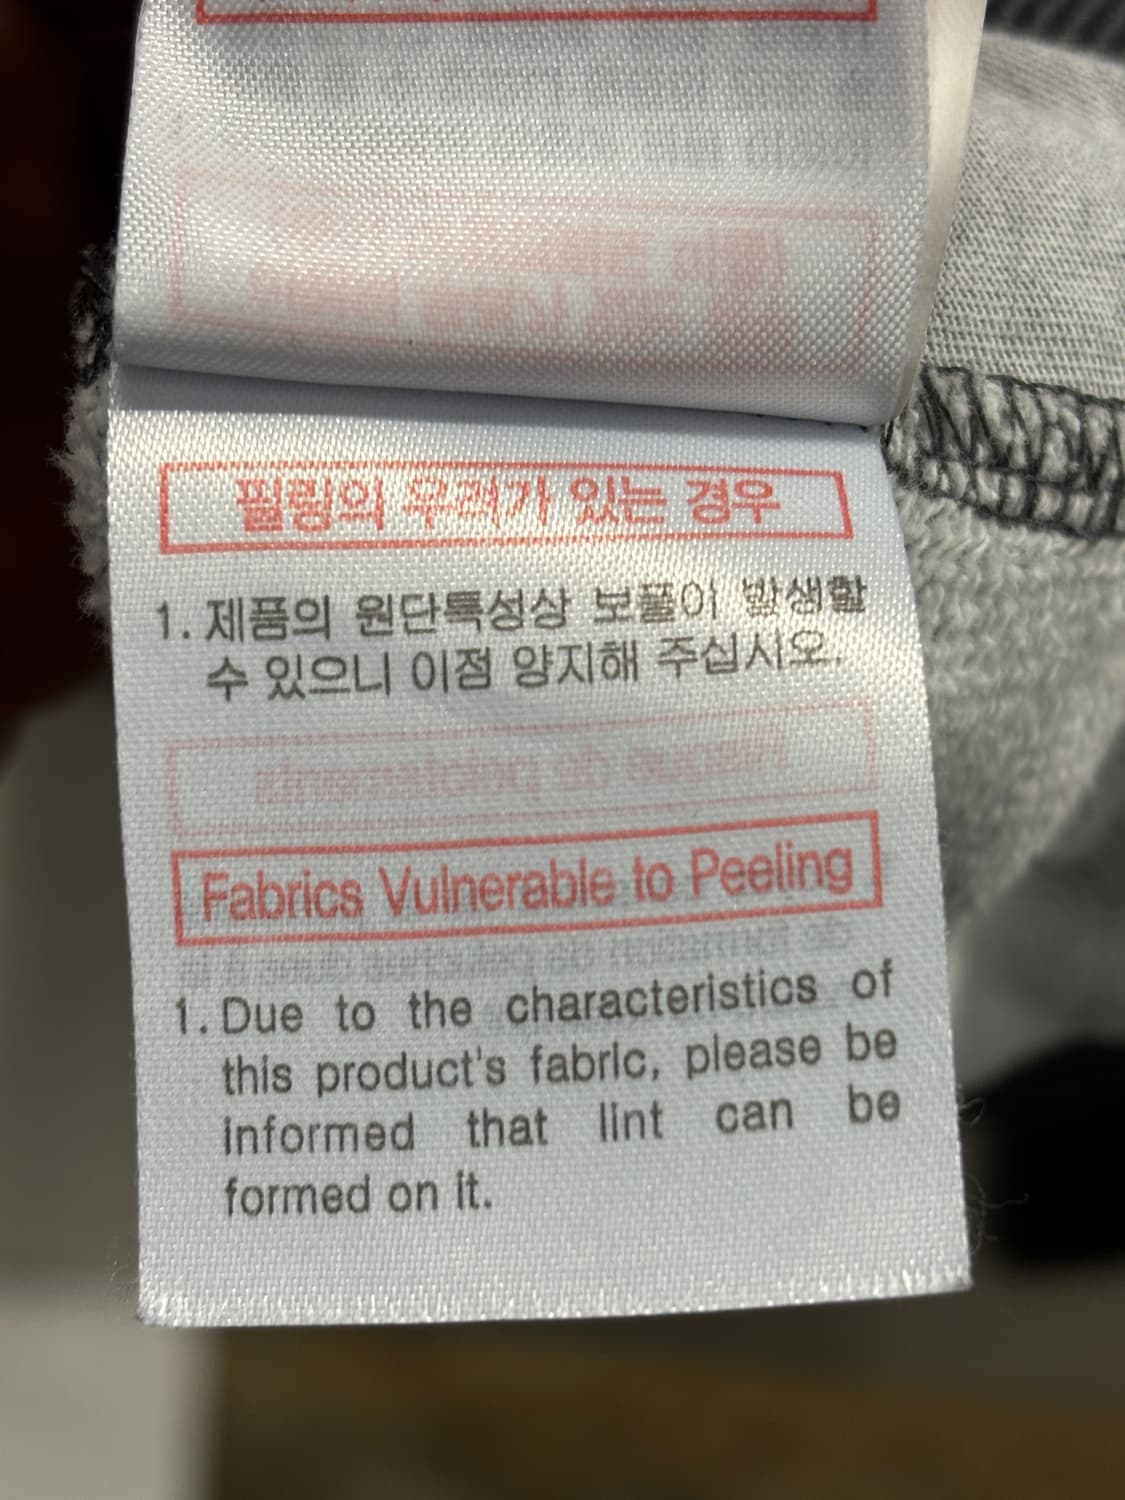 필링의 우려가 있는 경우
1. 제품의 원단특성상 보풀이 발생할
수 있으니 이점 양지해 주십시오.
Fabrics Vulnerable to Peeling
1. Due to the characteristics of
this product's fabric, please be
informed that lint can be
formed on it.